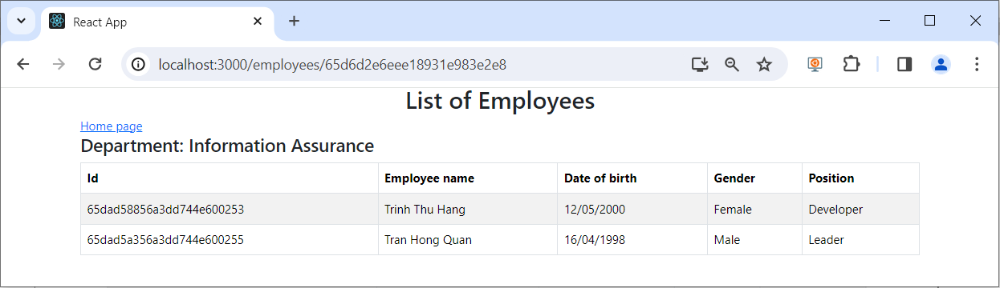 React App
localhost:3000/employees/65d6d2e6eee18931e983e2e8
List of Employees
Home page
Department: Information Assurance
Id Employee name Date of birth Gender Position
65dad58856a3dd744e600253 Trinh Thu Hang 12/05/2000 Female Developer
65dad5a356a3dd744e600255 Tran Hong Quan 16/04/1998 Male Leader